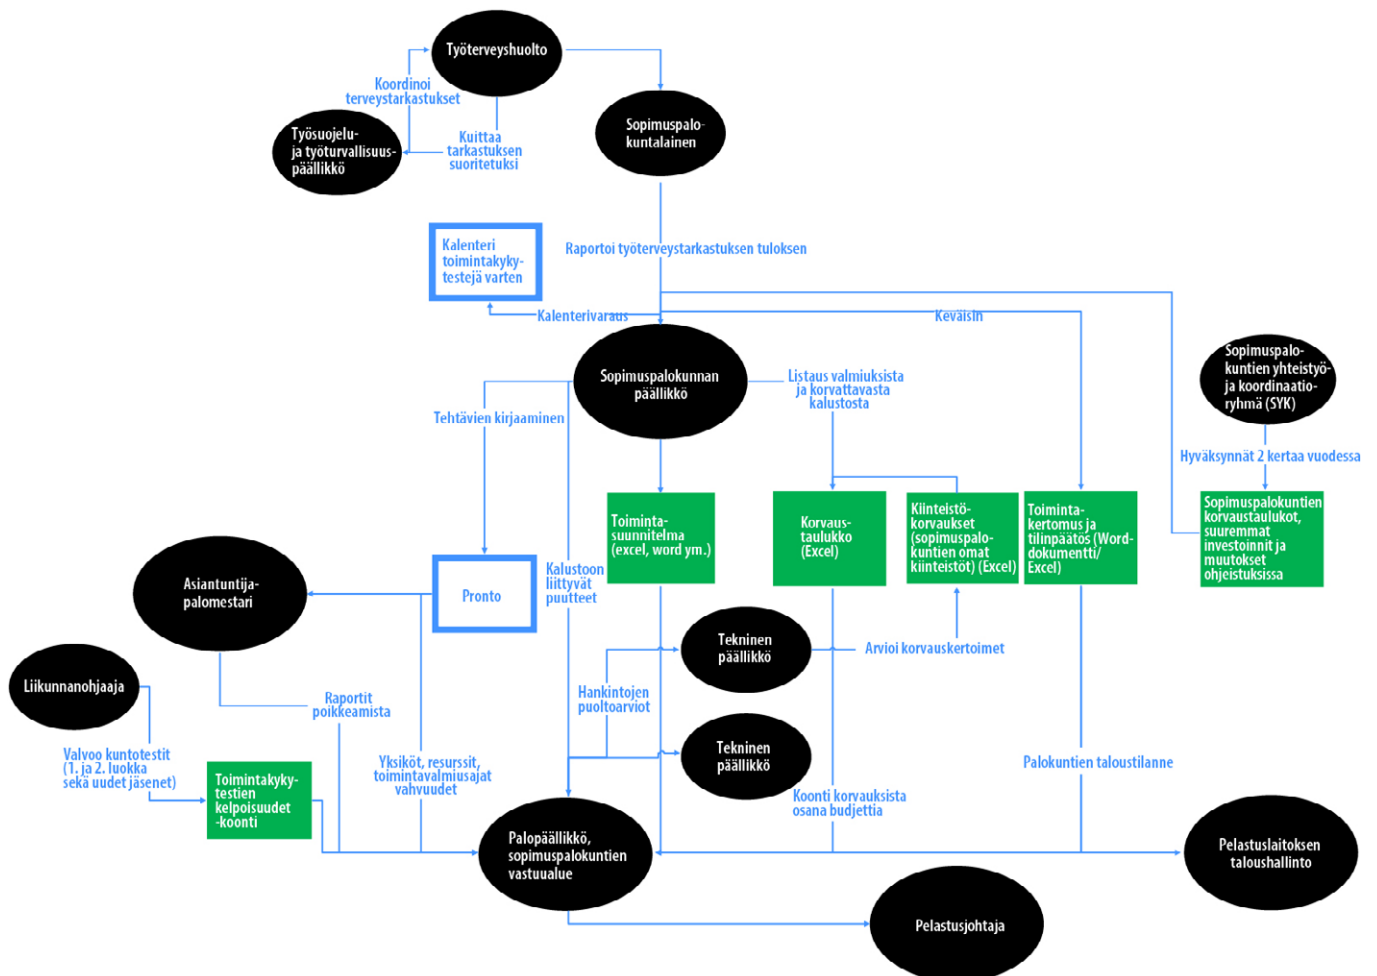 Työterveyshuolto
Koordinoi
terveystarkastukset
Työsuojelu-
ja työturvallisuus-
päällikkö
Kuittaa
tarkastuksen
suoritetuksi
Sopimuspalo-
kuntalainen
Kalenteri
toimintakyky-
testejä varten
Raportoi työterveystarkastuksen tuloksen
Kalenterivaraus
Keväisin
Sopimuspalokunnan
päällikkö
Listaus valmiuksista
ja korvattavasta
kalustosta
Sopimuspalo-
kuntien yhteistyö-
ja koordinaatio-
ryhmä (SYK)
Tehtävien kirjaaminen
Hyväksynnät 2 kertaa vuodessa
Toiminta-
suunnitelma
(excel, word ym.)
Korvaus-
taulukko
(Excel)
Kiinteistö-
korvaukset
(sopimuspalo-
kuntien omat
kiinteistöt) (Excel)
Toiminta-
kertomus ja
tilinpäätös (Word-
dokumentti/
Excel)
Sopimuspalokuntien
korvaustaulukot,
suuremmat
investoinnit ja
muutokset
ohjeistuksissa
Asiantuntija-
palomestari
Pronto
Kalustoon
liittyvät
puutteet
Tekninen
päällikkö
Arvioi korvauskertoimet
Liikunnanohjaaja
Raportit
poikkeamista
Hankintojen
puoltoarviot
Valvoo kuntotestit
(1. ja 2. luokka
sekä uudet jäsenet)
Toimintakyky-
testien
kelpoisuudet
-koonti
Yksiköt, resurssit,
toimintavalmiusajat
vahvuudet
Tekninen
päällikkö
Koonti korvauksista
osana budjettia
Palokuntien taloustilanne
Palopäällikkö,
sopimuspalokuntien
vastuualue
Pelastuslaitoksen
taloushallinto
Pelastusjohtaja